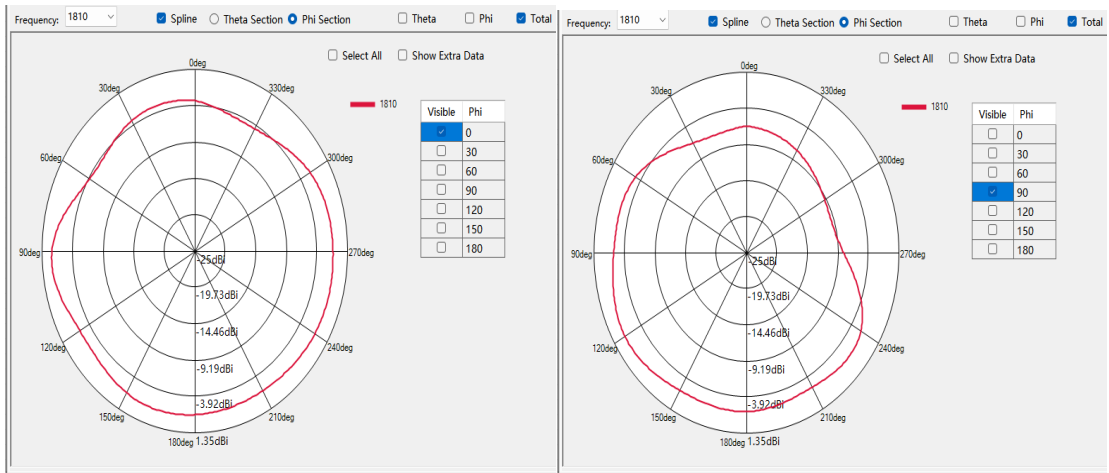 Frequency: 1810 Spline Theta Section Phi Section Theta Phi Total
Select All Show Extra Data
0deg
30deg 330deg
1810
Visible Phi
0
30
60deg 300deg
60
90
120
150
180
90deg 270deg
-25dBi
-19.73dBi
-14.46dBi
120deg 240deg
-9.19dBi
-3.92dBi
150deg 210deg
180deg 1.35dBi
Frequency: 1810 Spline Theta Section Phi Section Theta Phi Total
Select All Show Extra Data
0deg
30deg 330deg
1810
Visible Phi
0
30
60deg 300deg
60
90
120
150
180
90deg 270deg
-25dBi
-19.73dBi
-14.46dBi
120deg 240deg
-9.19dBi
-3.92dBi
150deg 210deg
180deg 1.35dBi